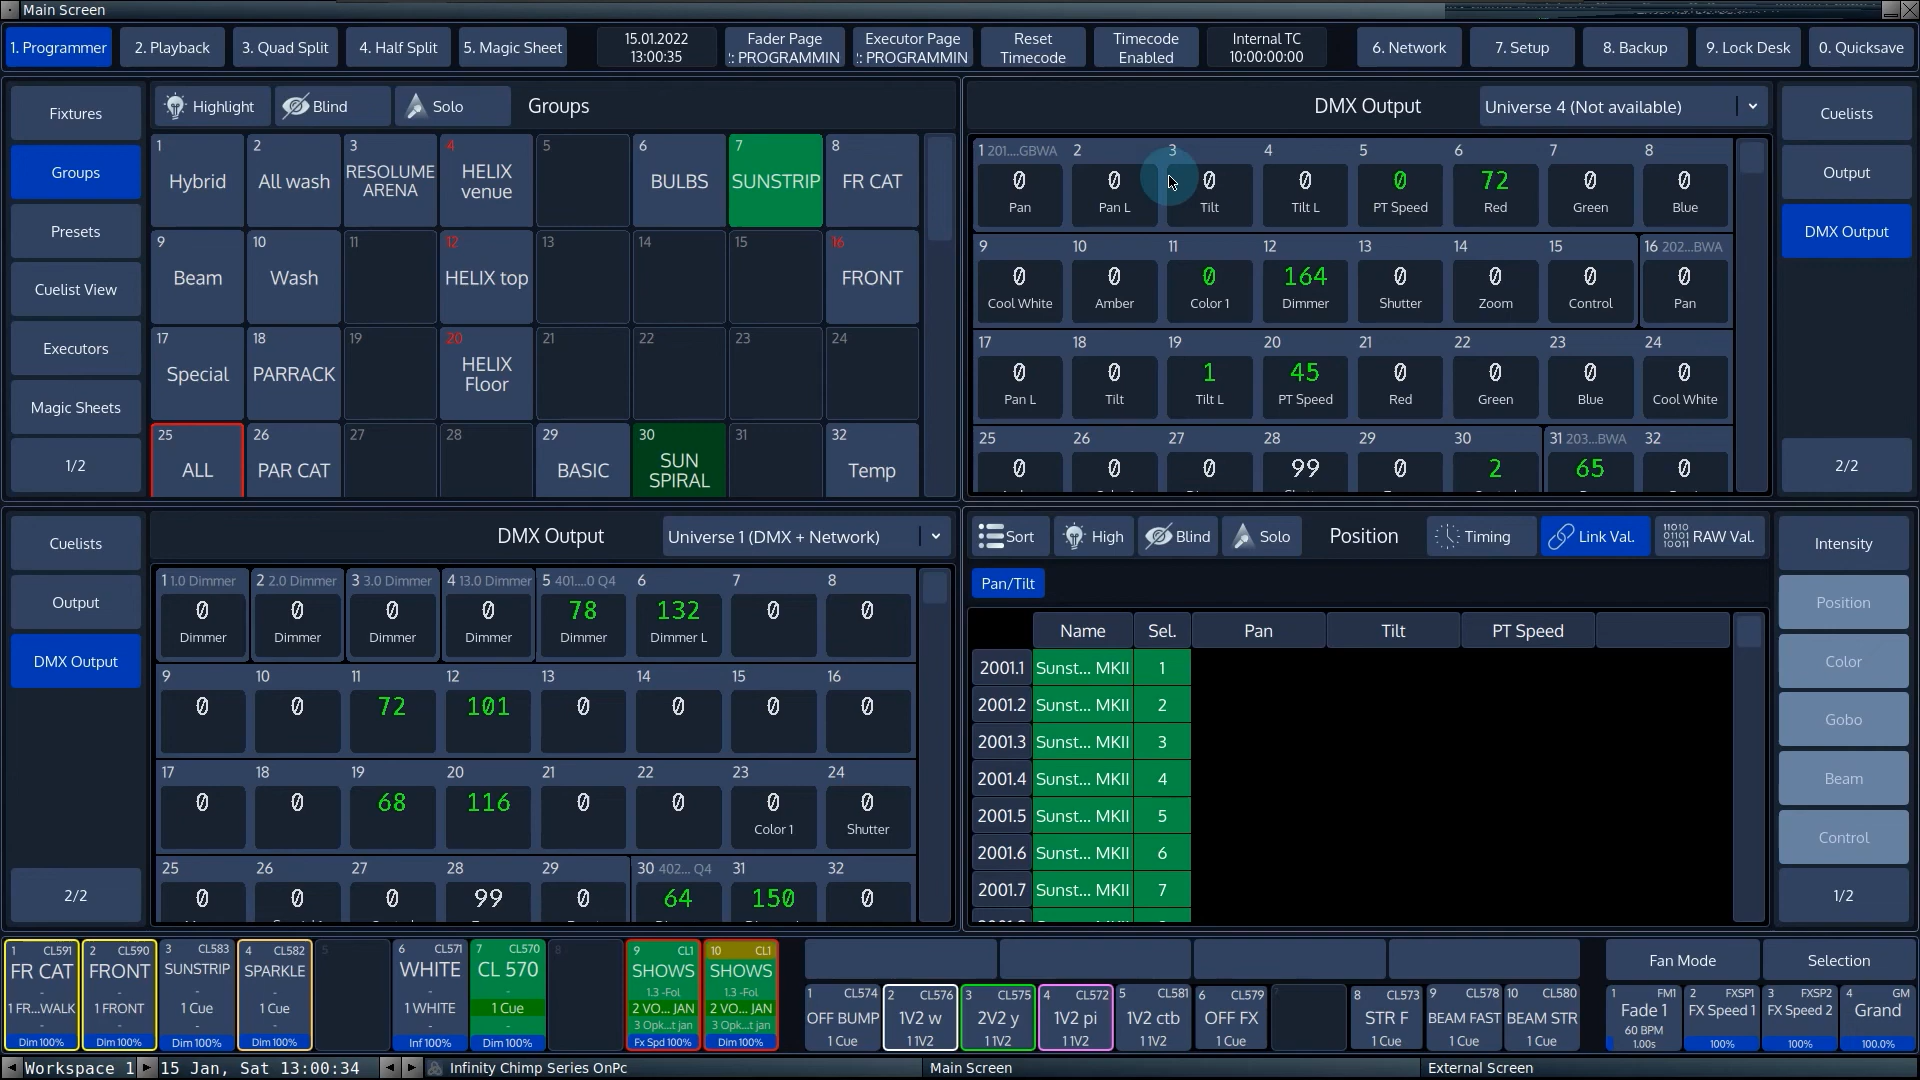 Main Screen
1. Programmer
2. Playback
3. Quad Split
4. Half Split
5. Magic Sheet
15.01.2022
13:00:35
Fader Page
:: PROGRAMMIN
Executor Page
:: PROGRAMMIN
Reset
Timecode
Timecode
Enabled
Internal TC
10:00:00:00
6. Network
7. Setup
8. Backup
9. Lock Desk
0. Quicksave
Fixtures
Groups
Presets
Cuelist View
Executors
Magic Sheets
1/2
Highlight
Blind
Solo
Groups
1 Hybrid
2 All wash
3 RESOLUME ARENA
4 HELIX venue
5
6 BULBS
7 SUNSTRIP
8 FR CAT
9 Beam
10 Wash
11
12 HELIX top
13
14
15
16 FRONT
17 Special
18 PARRACK
19
20 HELIX Floor
21
22
23
24
25 ALL
26 PAR CAT
27
28
29 BASIC
30 SUN SPIRAL
31
32 Temp
DMX Output
Universe 4 (Not available)
1 201....GBWA 2 3 4 5 6 7 8
0 0 0 0 0 72 0 0
Pan Pan L Tilt Tilt L PT Speed Red Green Blue
9 10 11 12 13 14 15 16 202...BWA
0 0 0 164 0 0 0 0
Cool White Amber Color 1 Dimmer Shutter Zoom Control Pan
17 18 19 20 21 22 23 24
0 0 1 45 0 0 0 0
Pan L Tilt Tilt L PT Speed Red Green Blue Cool White
25 26 27 28 29 30 31 203...BWA 32
0 0 0 99 0 2 65 0
Cuelists
Output
DMX Output
2/2
Cuelists
Output
DMX Output
2/2
DMX Output
Universe 1 (DMX + Network)
1 1.0 Dimmer 2 2.0 Dimmer 3 3.0 Dimmer 4 13.0 Dimmer 5 401....0 Q4 6 7 8
0 0 0 0 78 132 0 0
Dimmer Dimmer Dimmer Dimmer Dimmer Dimmer L
9 10 11 12 13 14 15 16
0 0 72 101 0 0 0 0
17 18 19 20 21 22 23 24
0 0 68 116 0 0 0 0
Color 1 Shutter
25 26 27 28 29 30 402... Q4 31 32
0 0 0 99 0 64 150 0
Sort
High
Blind
Solo
Position
Timing
Link Val.
RAW Val.
Pan/Tilt
Name Sel. Pan Tilt PT Speed
2001.1 Sunst... MKII 1
2001.2 Sunst... MKII 2
2001.3 Sunst... MKII 3
2001.4 Sunst... MKII 4
2001.5 Sunst... MKII 5
2001.6 Sunst... MKII 6
2001.7 Sunst... MKII 7
Intensity
Position
Color
Gobo
Beam
Control
1/2
1 CL591
FR CAT
-
1 FR...WALK
-
Dim 100%
2 CL590
FRONT
-
1 FRONT
-
Dim 100%
3 CL583
SUNSTRIP
-
1 Cue
-
Dim 100%
4 CL582
SPARKLE
-
1 Cue
-
Dim 100%
5
6 CL571
WHITE
-
1 WHITE
-
Inf 100%
7 CL570
CL 570
-
1 Cue
-
Dim 100%
8
9 CL1
SHOWS
1.3 -Fol
2 VO... JAN
3 Opk...t jan
Fx Spd 100%
10 CL1
SHOWS
1.3 -Fol
2 VO... JAN
3 Opk...t jan
Dim 100%
1 CL574
OFF BUMP
1 Cue
2 CL576
1V2 w
1 1V2
3 CL575
2V2 y
1 1V2
4 CL572
1V2 pi
1 1V2
5 CL581
1V2 ctb
1 1V2
6 CL579
OFF FX
1 Cue
8 CL573
STR F
1 Cue
9 CL578
BEAM FAST
1 Cue
10 CL580
BEAM STR
1 Cue
Fan Mode
Selection
1 FM1
Fade 1
60 BPM
1.00s
2 FXSP1
FX Speed 1
100%
3 FXSP2
FX Speed 2
100%
4 GM
Grand
100.0%
Workspace 1
15 Jan, Sat 13:00:34
Infinity Chimp Series OnPc
Main Screen
External Screen